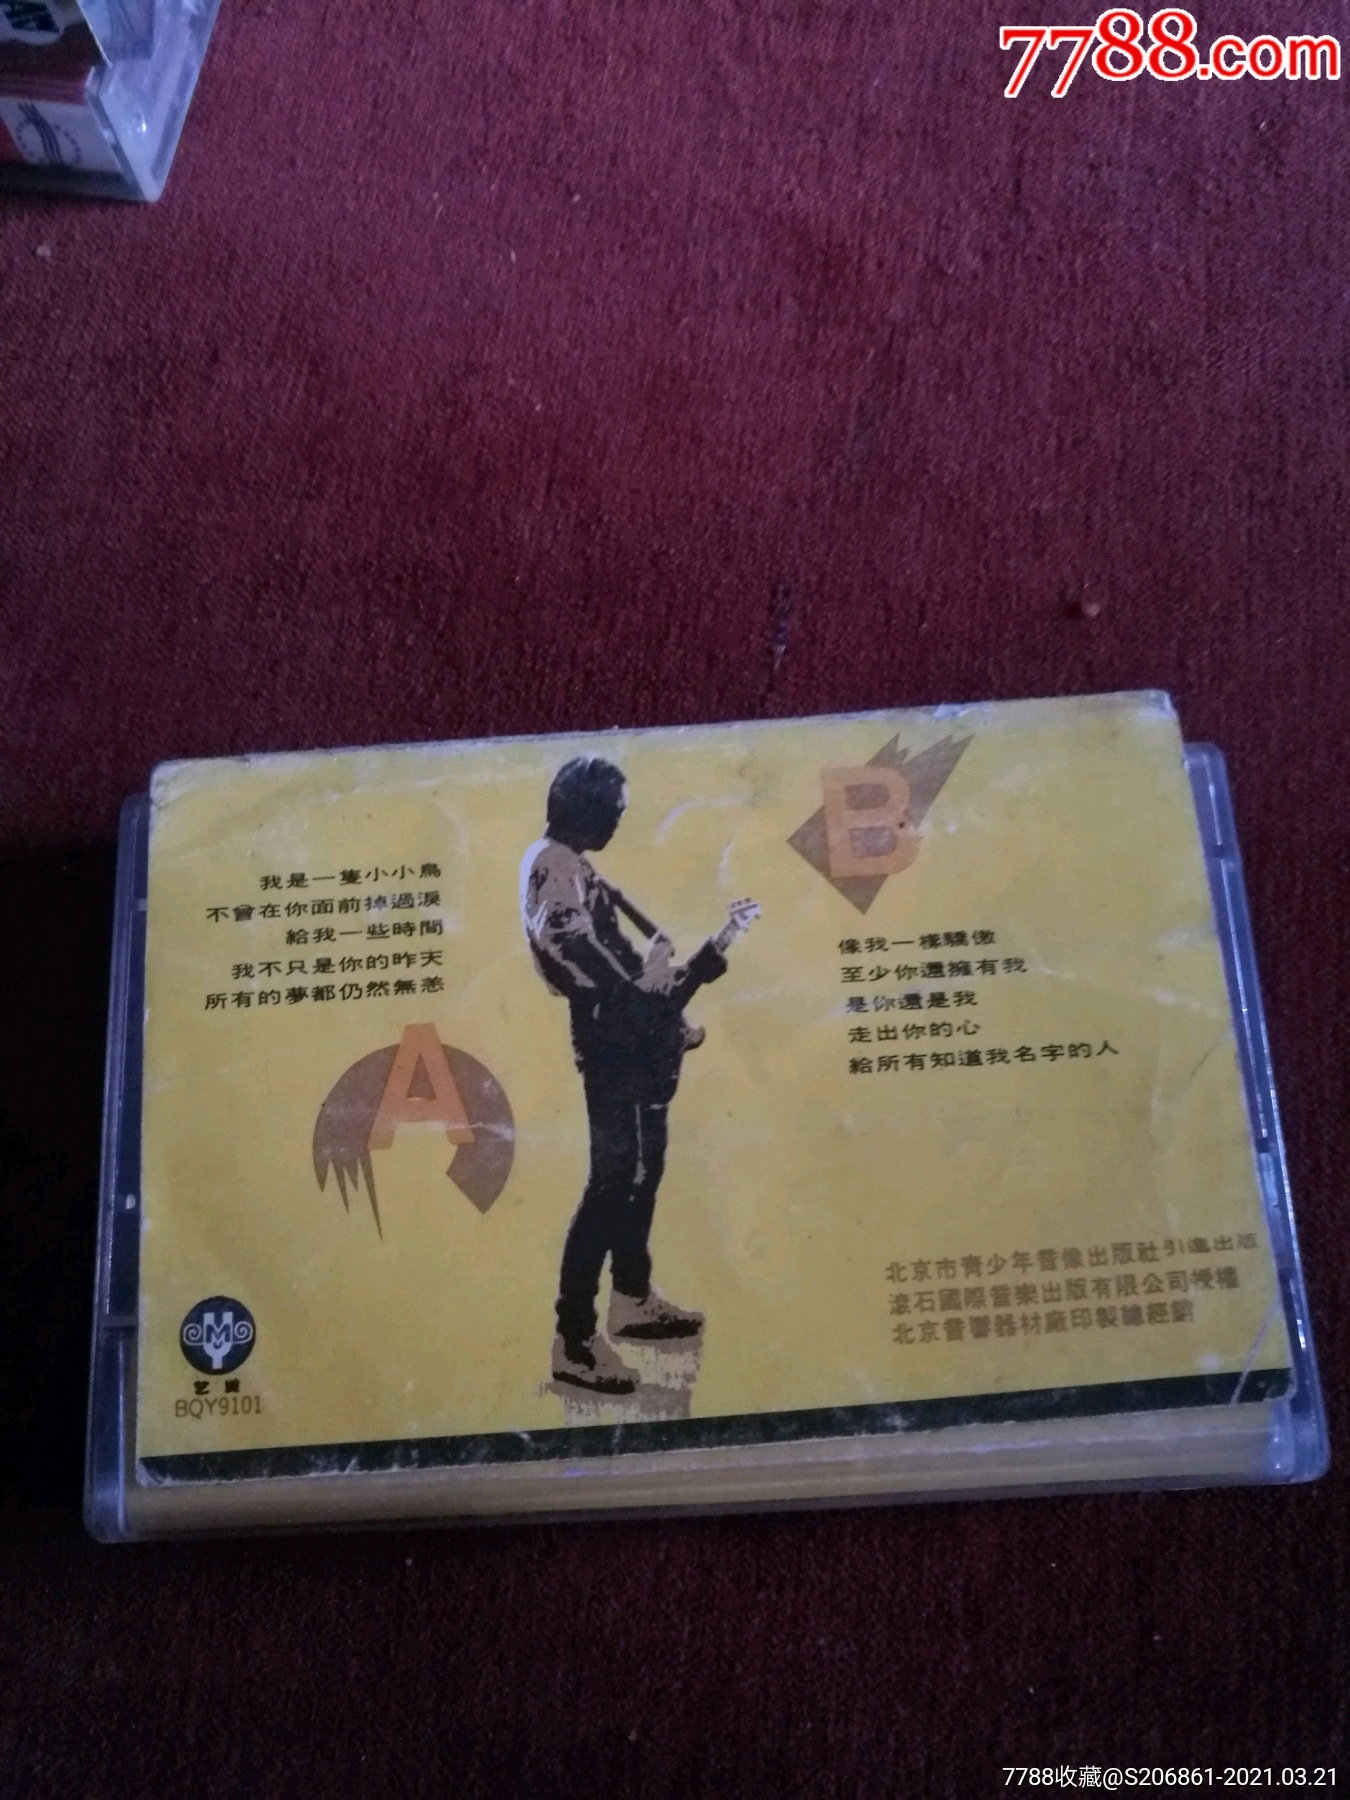 7788.com
我是一隻小小鳥
不曾在你面前掉過淚
給我一些時間
我不只是你的昨天
所有的夢都仍然無恙
A
B
像我一樣驕傲
至少你還擁有我
是你還是我
走出你的心
給所有知道我名字的人
北京市青少年音像出版社引進出版
滾石國際音樂出版有限公司授權
北京音響器材廠印製總經銷
MY
BQY9101
7788收藏@S206861-2021.03.21